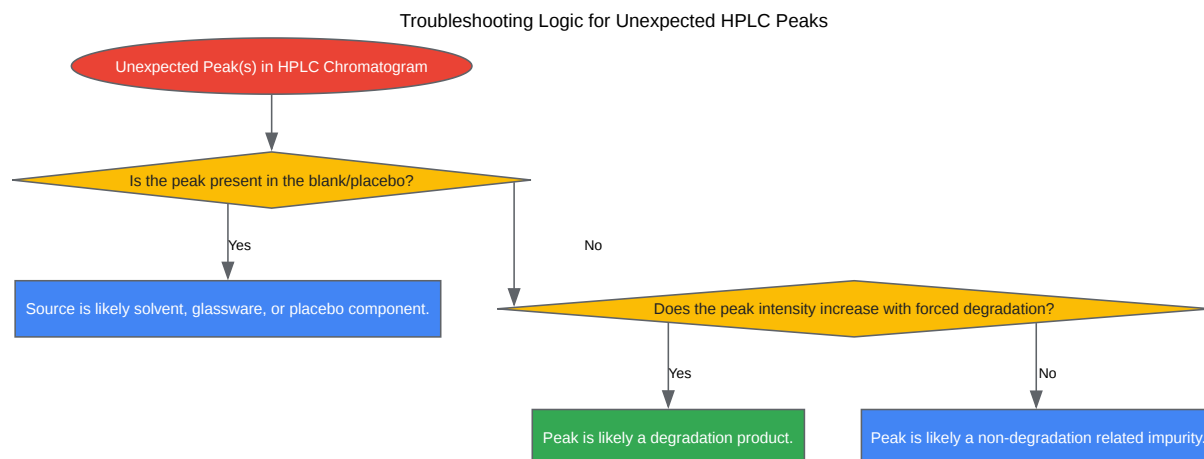 Troubleshooting Logic for Unexpected HPLC Peaks
Unexpected Peak(s) in HPLC Chromatogram
Is the peak present in the blank/placebo?
Yes
No
Source is likely solvent, glassware, or placebo component.
Does the peak intensity increase with forced degradation?
Yes
No
Peak is likely a degradation product.
Peak is likely a non-degradation related impurity.